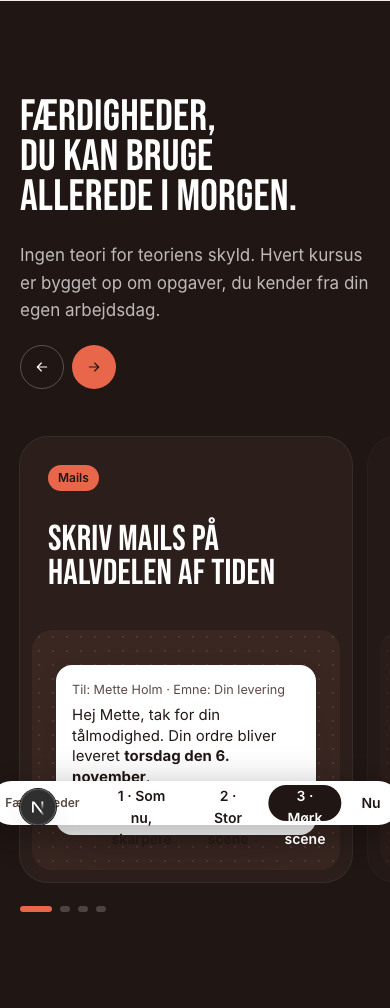 FÆRDIGHEDER,
DU KAN BRUGE
ALLEREDE I MORGEN.
Ingen teori for teoriens skyld. Hvert kursus
er bygget op om opgaver, du kender fra din
egen arbejdsdag.
Mails
SKRIV MAILS PÅ
HALVDELEN AF TIDEN
Til: Mette Holm · Emne: Din levering
Hej Mette, tak for din
tålmodighed. Din ordre bliver
leveret torsdag den 6.
november.
N
1 · Som
nu,
skarpere
2 ·
Stor
scene
3 ·
Mørk
scene
Nu